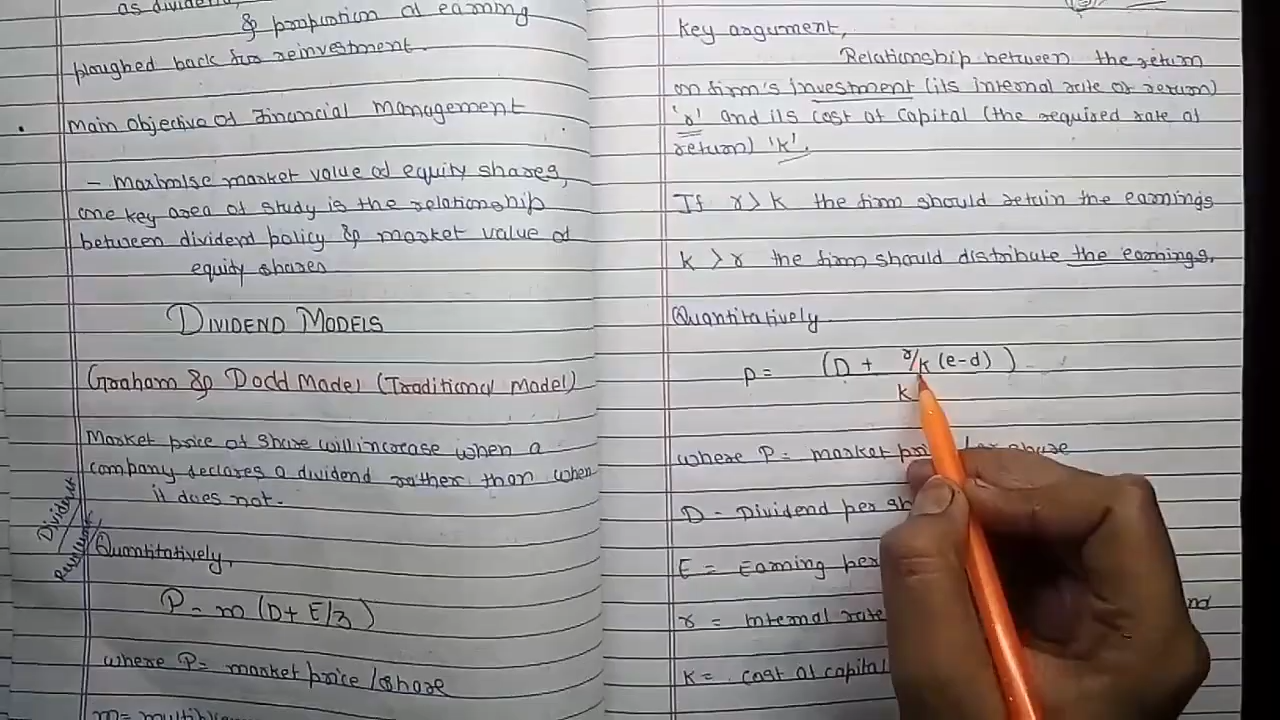 as dividend,
& propirtion of earning
ploughed back for reinvestment.
• main objective of Financial management
- maximise market value of equity shares,
one key area of study is the relationship
between dividend policy & market value of
equity shares
DIVIDEND MODELS
Graham & Dodd Model (Traditional Model)
Market price of share will increase when a
company declares a dividend rather than when
it does not.
Dividend
Quantitatively,
P = m (D + E/3)
where P = market price / share
m =
Key argument,
Relationship between the return
on firm's investment (its internal rate of return)
'r' and its cost of capital (the required rate of
return) 'k'.
If r > k the firm should retain the earnings
k > r the firm should distribute the earnings.
Quantitatively
P = (D + r/k (e-d))
k
where P = market
D = Dividend per
E = Earning per
r = Internal rate
K = cost of capital